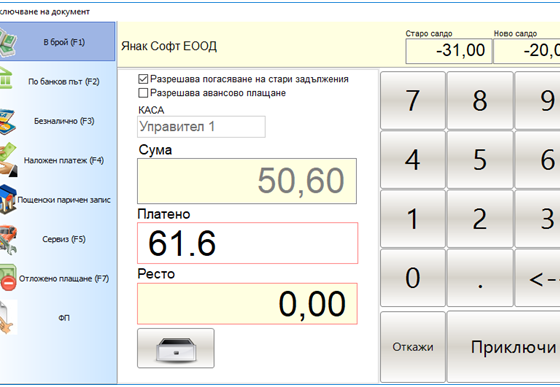 ключване на документ
В брой (F1)
По банков път (F2)
Безналично (F3)
Наложен платеж (F4)
Пощенски паричен запис
Сервиз (F5)
Отложено плащане (F7)
ФП
Янак Софт ЕООД
Старо салдо
-31,00
Ново салдо
-20,0
Разрешава погасяване на стари задължения
Разрешава авансово плащане
КАСА
Управител 1
Сума
50,60
Платено
61.6
Ресто
0,00
7 8 9
4 5 6
1 2 3
0 . <-
Откажи
Приключи